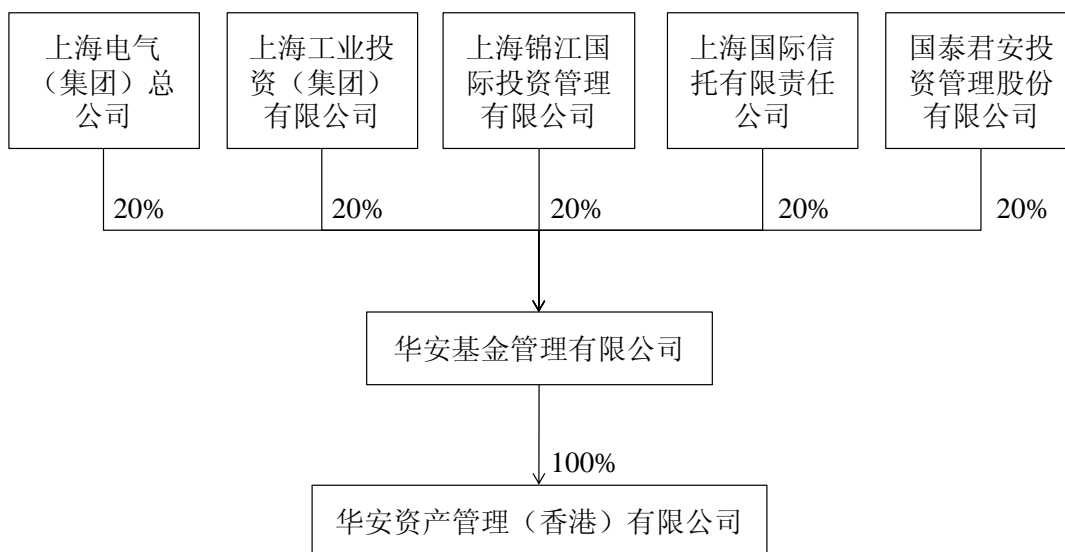 上海电气
（集团）总
公司
上海工业投
资（集团）
有限公司
上海锦江国
际投资管理
有限公司
上海国际信
托有限责任
公司
国泰君安投
资管理股份
有限公司
20%
20%
20%
20%
20%
华安基金管理有限公司
100%
华安资产管理（香港）有限公司